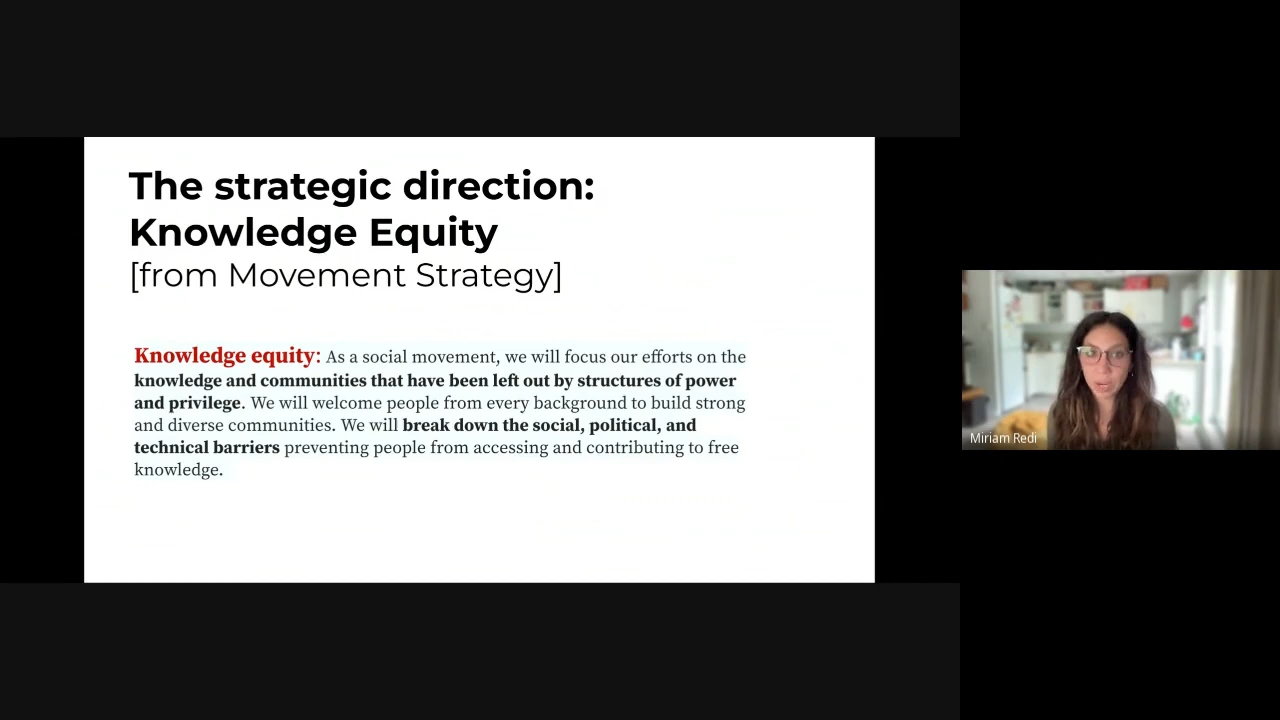 The strategic direction:
Knowledge Equity
[from Movement Strategy]
Knowledge equity: As a social movement, we will focus our efforts on the
knowledge and communities that have been left out by structures of power
and privilege. We will welcome people from every background to build strong
and diverse communities. We will break down the social, political, and
technical barriers preventing people from accessing and contributing to free
knowledge.
Miriam Redi